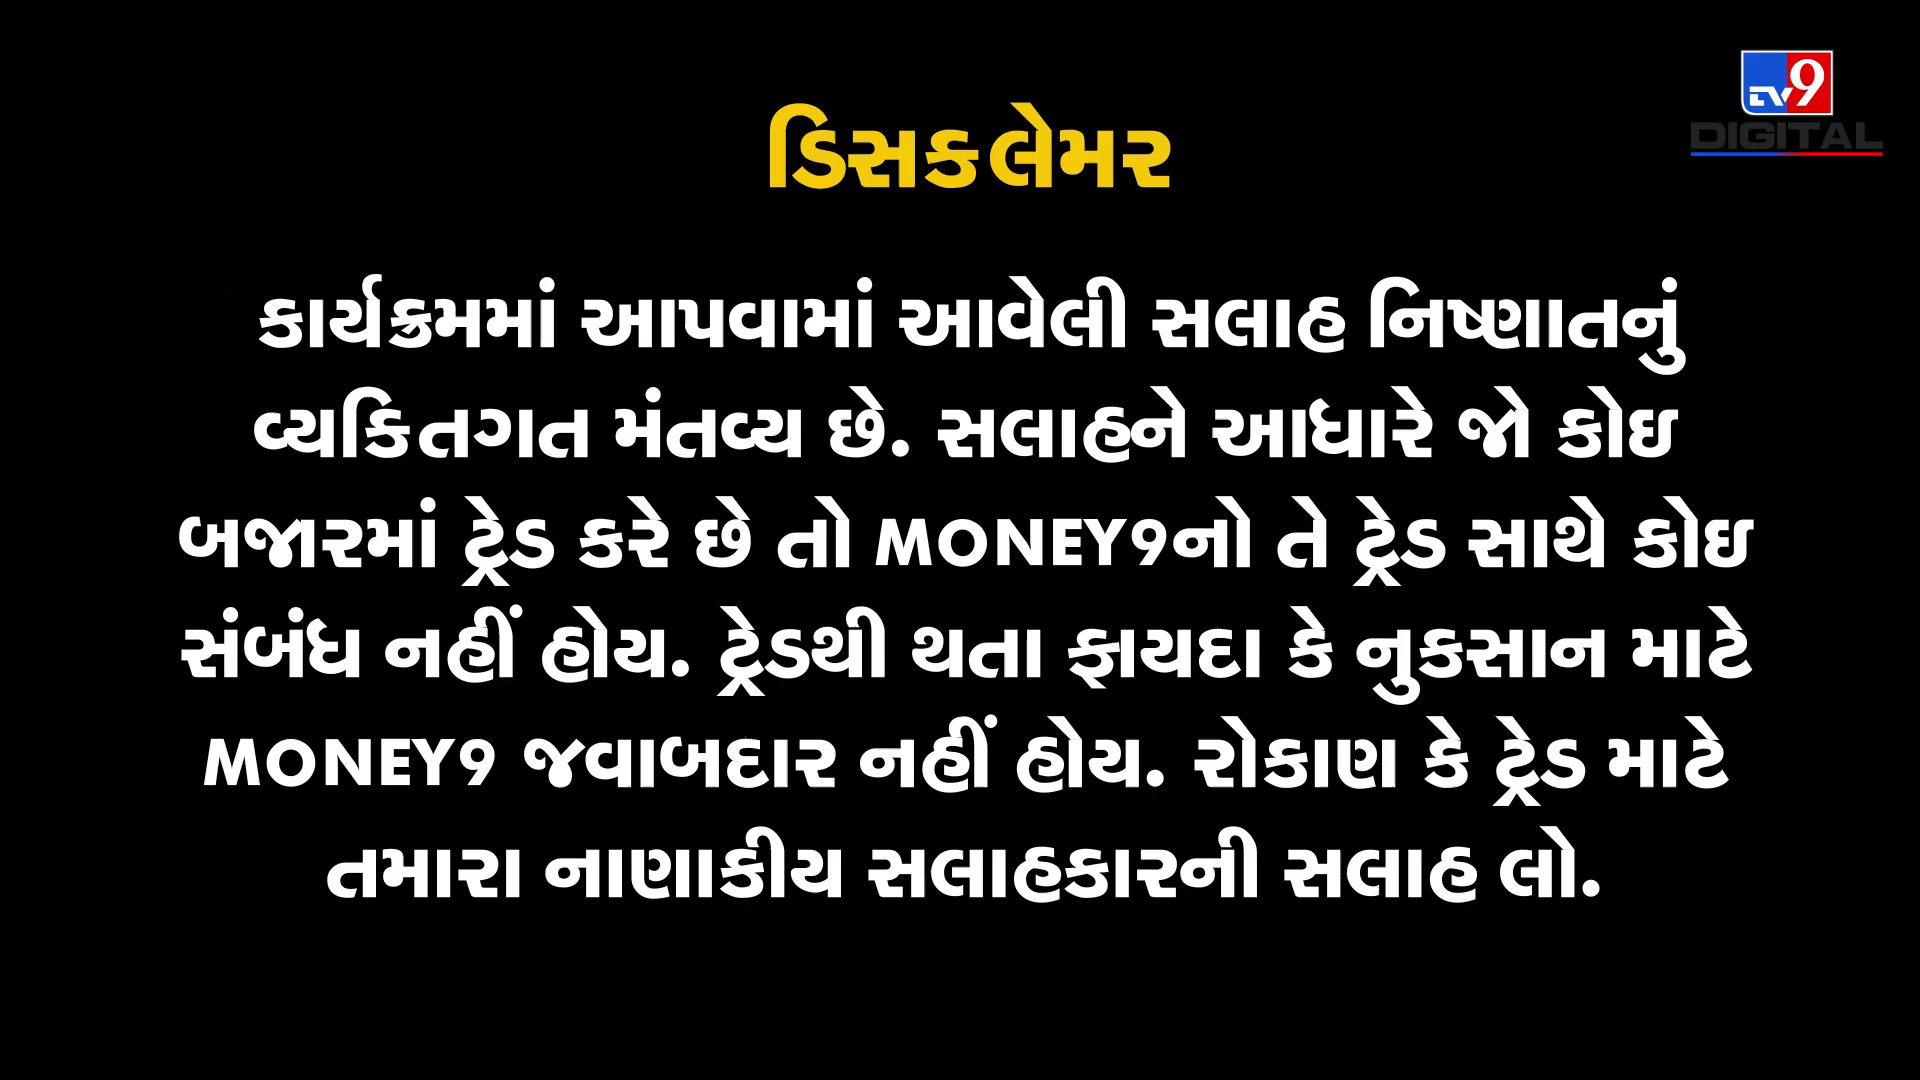 TV9
DIGITAL
ડિસકલેમર
કાર્યક્રમમાં આપવામાં આવેલી સલાહ નિષ્ણાતનું
વ્યકિતગત મંતવ્ય છે. સલાહને આધારે જો કોઇ
બજારમાં ટ્રેડ કરે છે તો MONEY9નો તે ટ્રેડ સાથે કોઇ
સંબંધ નહીં હોય. ટ્રેડથી થતા ફાયદા કે નુકસાન માટે
MONEY9 જવાબદાર નહીં હોય. રોકાણ કે ટ્રેડ માટે
તમારા નાણાકીય સલાહકારની સલાહ લો.